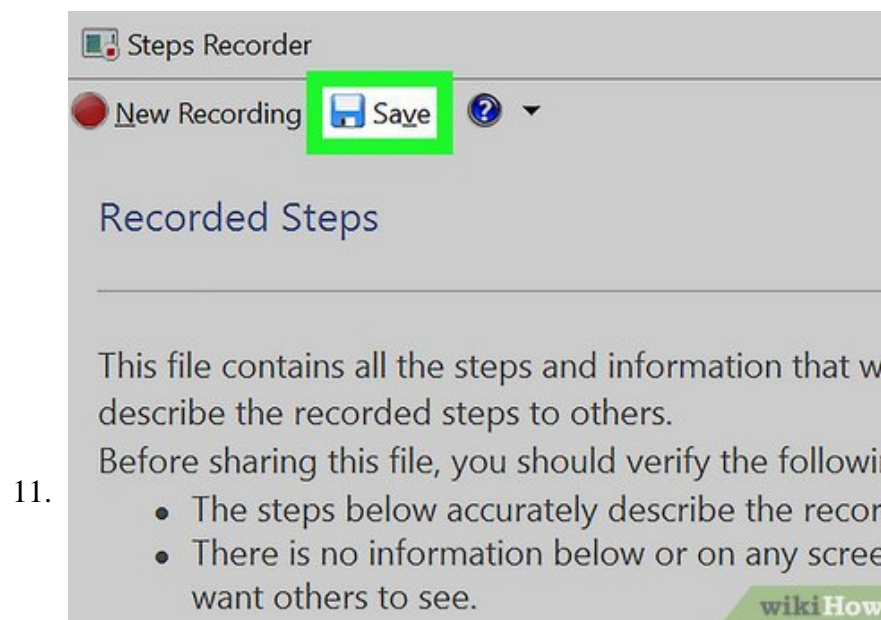 Steps Recorder
New Recording Save
Recorded Steps
This file contains all the steps and information that w
describe the recorded steps to others.
Before sharing this file, you should verify the followi
11.
• The steps below accurately describe the recor
• There is no information below or on any scree
want others to see.
wikiHow